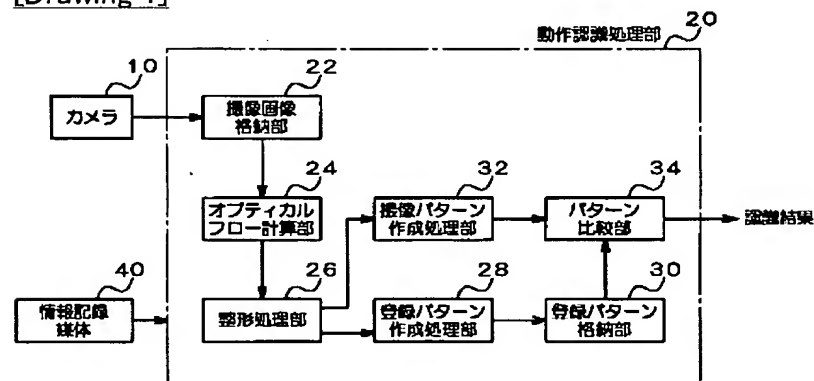 [Drawing 1]
動作認識処理部
20
10
カメラ
22
撮像画像
格納部
24
オプティカル
フロー計算部
32
撮像パターン
作成処理部
34
パターン
比較部
認識結果
40
情報記録
媒体
26
整形処理部
28
登録パターン
作成処理部
30
登録パターン
格納部